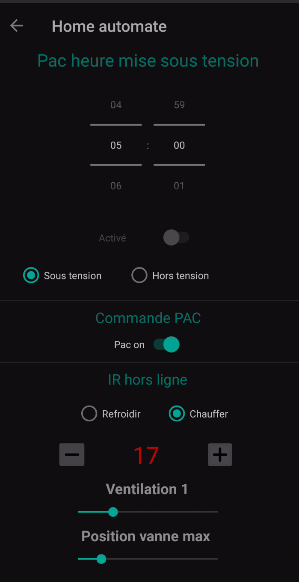 Home automate
Pac heure mise sous tension
04 59
05 : 00
06 01
Activé
Sous tension Hors tension
Commande PAC
Pac on
IR hors ligne
Refroidir Chauffer
− 17 +
Ventilation 1
Position vanne max